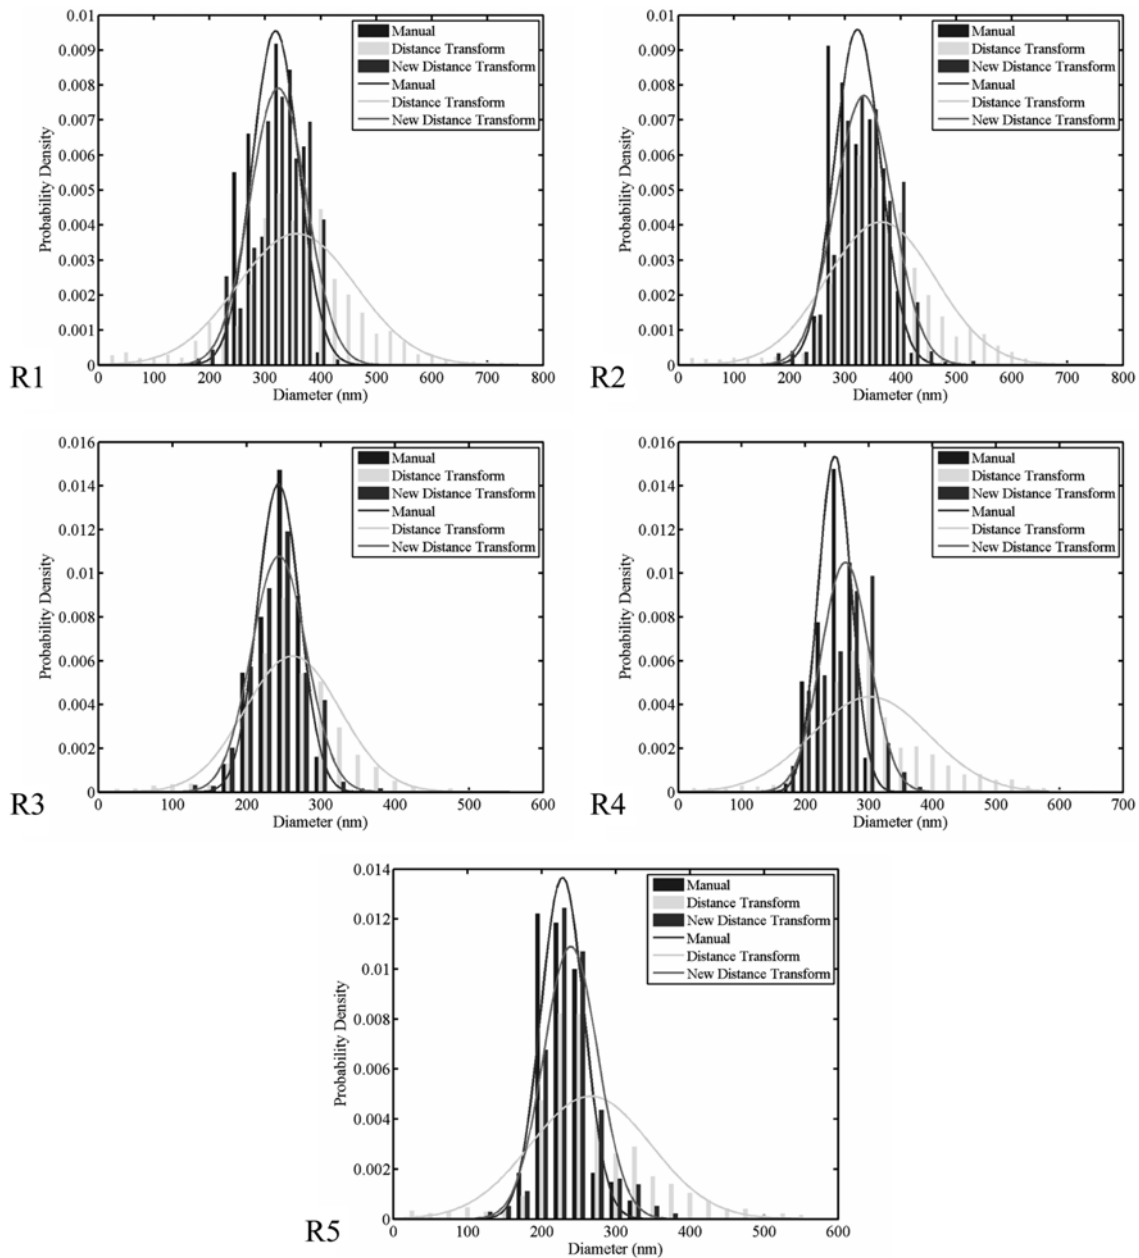 0.01
0.009
0.008
0.007
0.006
0.005
0.004
0.003
0.002
0.001
0
Probability Density
Manual
Distance Transform
New Distance Transform
Manual
Distance Transform
New Distance Transform
0 100 200 300 400 500 600 700 800
Diameter (nm)
R1
0.01
0.009
0.008
0.007
0.006
0.005
0.004
0.003
0.002
0.001
0
Probability Density
Manual
Distance Transform
New Distance Transform
Manual
Distance Transform
New Distance Transform
0 100 200 300 400 500 600 700 800
Diameter (nm)
R2
0.016
0.014
0.012
0.01
0.008
0.006
0.004
0.002
0
Probability Density
Manual
Distance Transform
New Distance Transform
Manual
Distance Transform
New Distance Transform
0 100 200 300 400 500 600
Diameter (nm)
R3
0.016
0.014
0.012
0.01
0.008
0.006
0.004
0.002
0
Probability Density
Manual
Distance Transform
New Distance Transform
Manual
Distance Transform
New Distance Transform
0 100 200 300 400 500 600 700
Diameter (nm)
R4
0.014
0.012
0.01
0.008
0.006
0.004
0.002
0
Probability Density
Manual
Distance Transform
New Distance Transform
Manual
Distance Transform
New Distance Transform
0 100 200 300 400 500 600
Diameter (nm)
R5